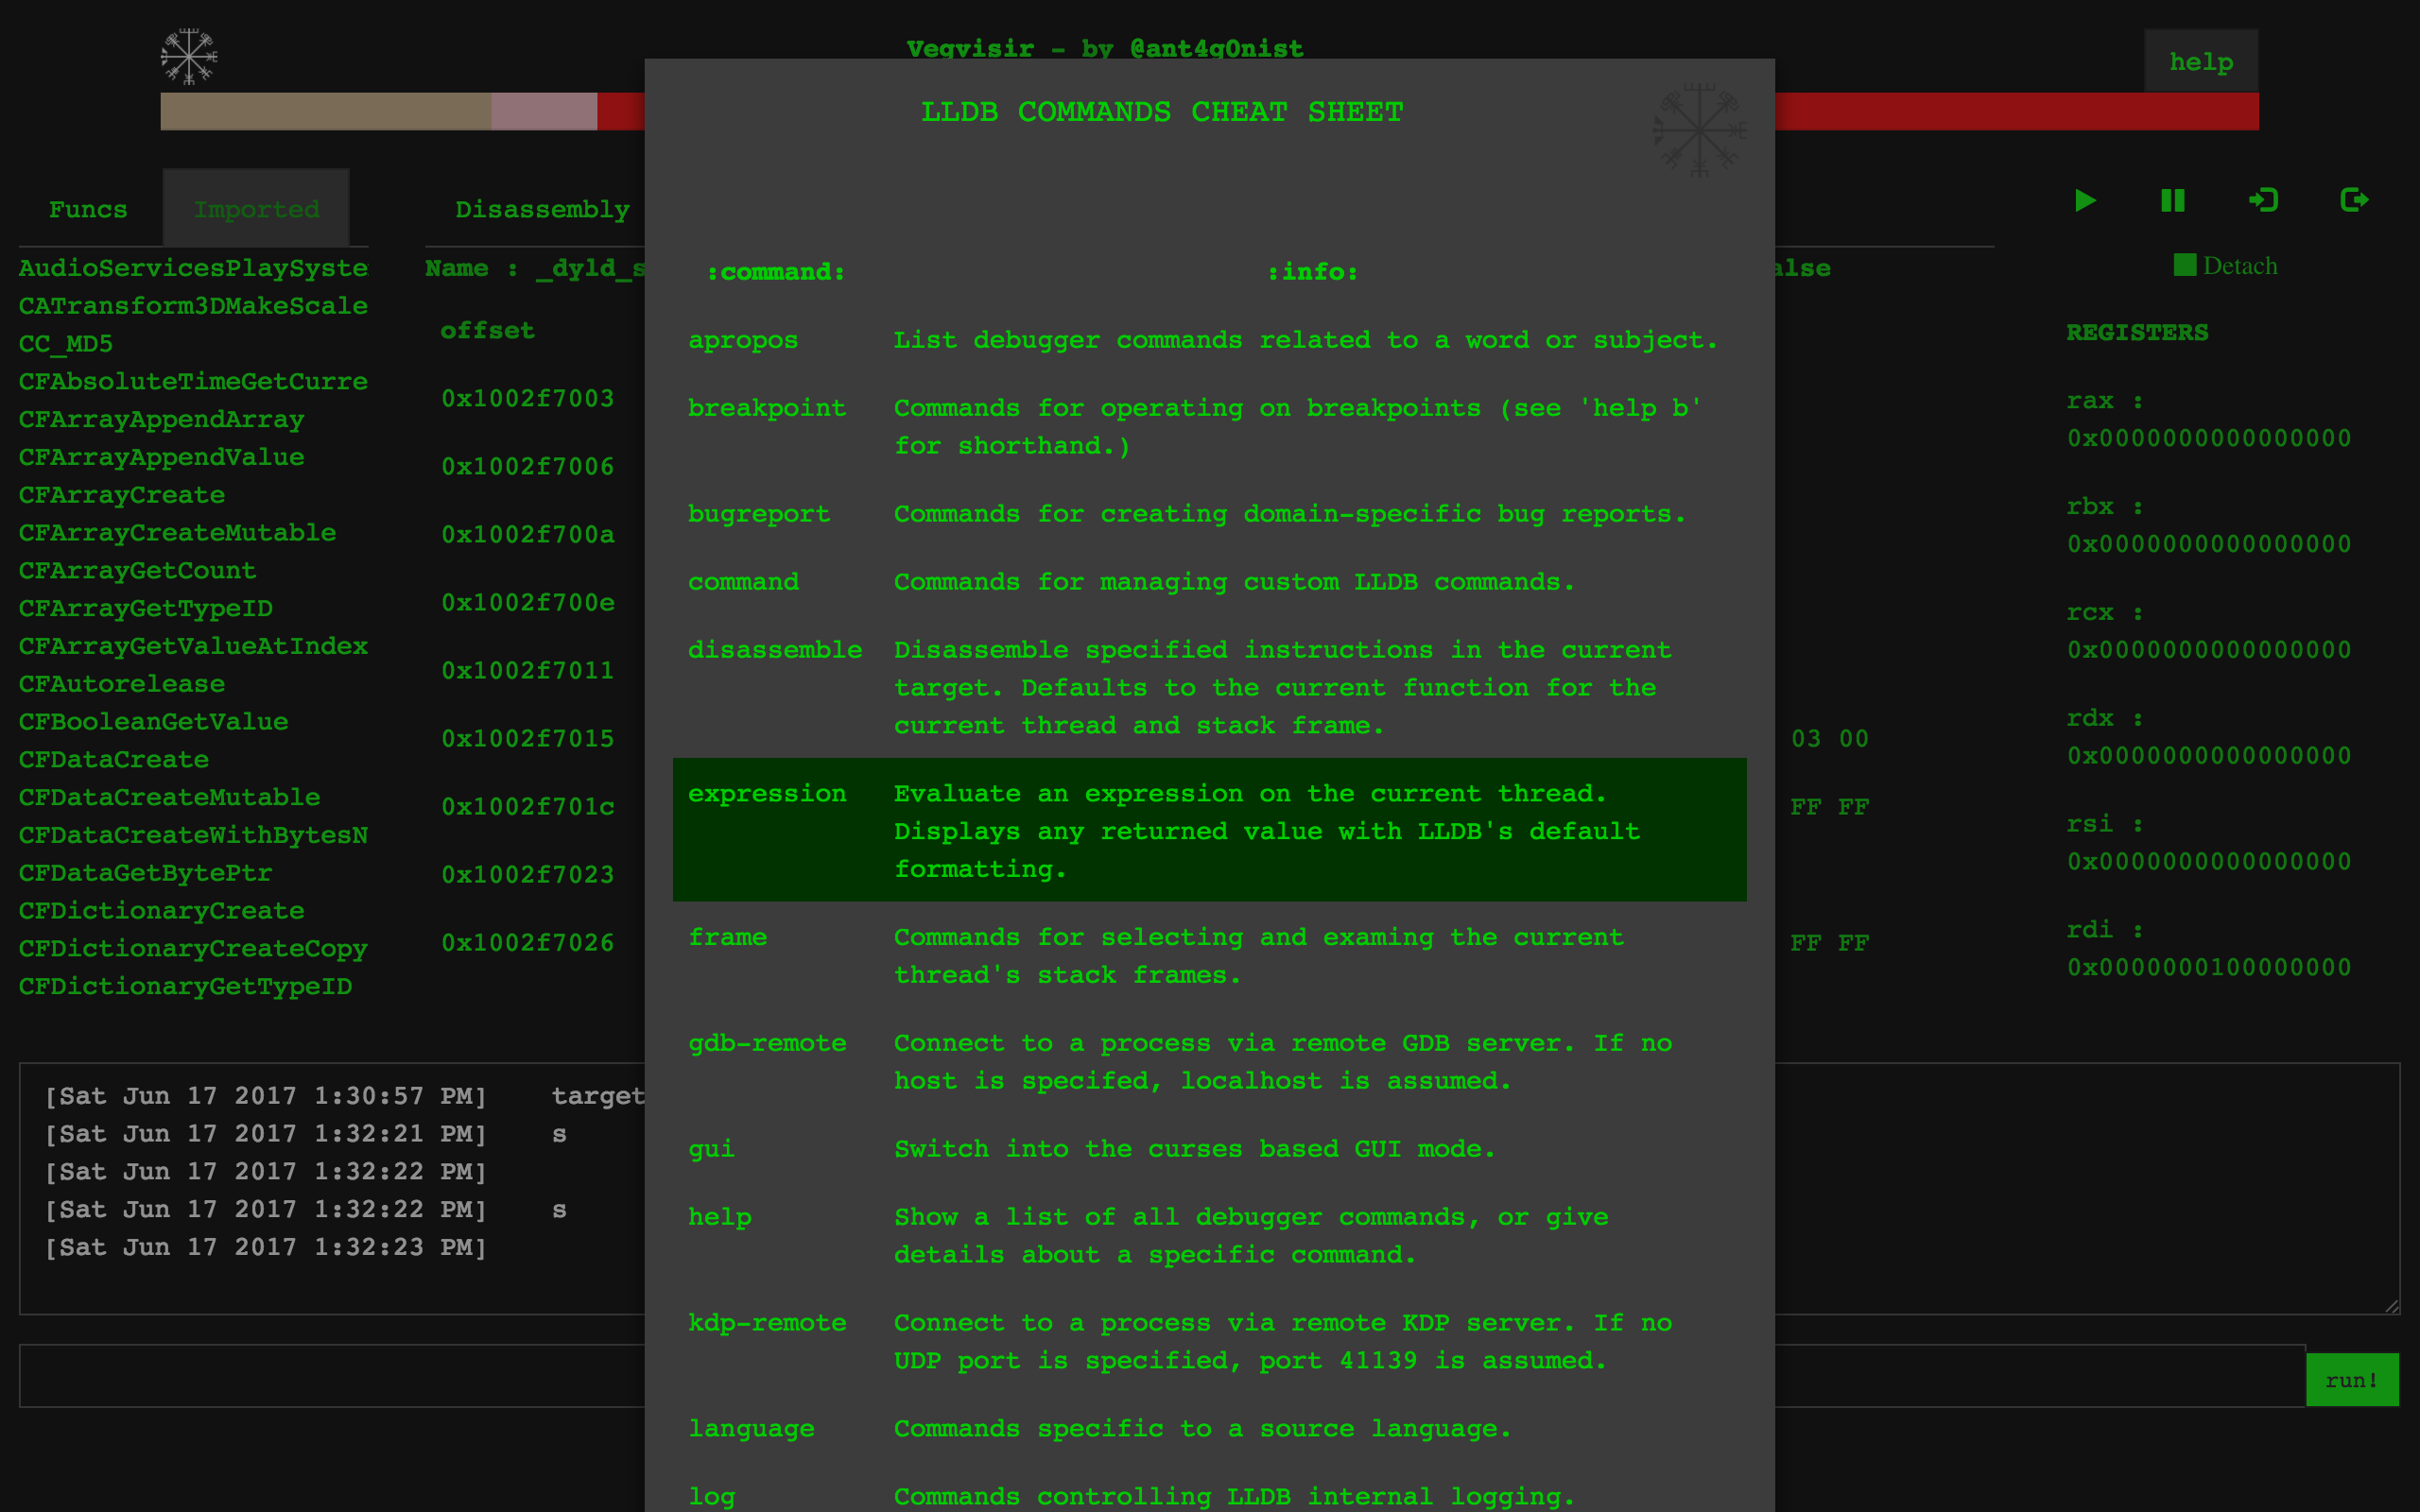 Vegvisir - by @ant4g0nist
help
LLDB COMMANDS CHEAT SHEET
Funcs
Imported
Disassembly
AudioServicesPlaySyste
CATransform3DMakeScale
CC_MD5
CFAbsoluteTimeGetCurre
CFArrayAppendArray
CFArrayAppendValue
CFArrayCreate
CFArrayCreateMutable
CFArrayGetCount
CFArrayGetTypeID
CFArrayGetValueAtIndex
CFAutorelease
CFBooleanGetValue
CFDataCreate
CFDataCreateMutable
CFDataCreateWithBytesN
CFDataGetBytePtr
CFDictionaryCreate
CFDictionaryCreateCopy
CFDictionaryGetTypeID
Name : _dyld_s
offset
0x1002f7003
0x1002f7006
0x1002f700a
0x1002f700e
0x1002f7011
0x1002f7015
0x1002f701c
0x1002f7023
0x1002f7026
:command: :info:
apropos List debugger commands related to a word or subject.
breakpoint Commands for operating on breakpoints (see 'help b'
for shorthand.)
bugreport Commands for creating domain-specific bug reports.
command Commands for managing custom LLDB commands.
disassemble Disassemble specified instructions in the current
target. Defaults to the current function for the
current thread and stack frame.
expression Evaluate an expression on the current thread.
Displays any returned value with LLDB's default
formatting.
frame Commands for selecting and examing the current
thread's stack frames.
gdb-remote Connect to a process via remote GDB server. If no
host is specifed, localhost is assumed.
gui Switch into the curses based GUI mode.
help Show a list of all debugger commands, or give
details about a specific command.
kdp-remote Connect to a process via remote KDP server. If no
UDP port is specified, port 41139 is assumed.
language Commands specific to a source language.
log Commands controlling LLDB internal logging.
alse
03 00
FF FF
FF FF
Detach
REGISTERS
rax :
0x0000000000000000
rbx :
0x0000000000000000
rcx :
0x0000000000000000
rdx :
0x0000000000000000
rsi :
0x0000000000000000
rdi :
0x0000000100000000
[Sat Jun 17 2017 1:30:57 PM] target
[Sat Jun 17 2017 1:32:21 PM] s
[Sat Jun 17 2017 1:32:22 PM]
[Sat Jun 17 2017 1:32:22 PM] s
[Sat Jun 17 2017 1:32:23 PM]
run!